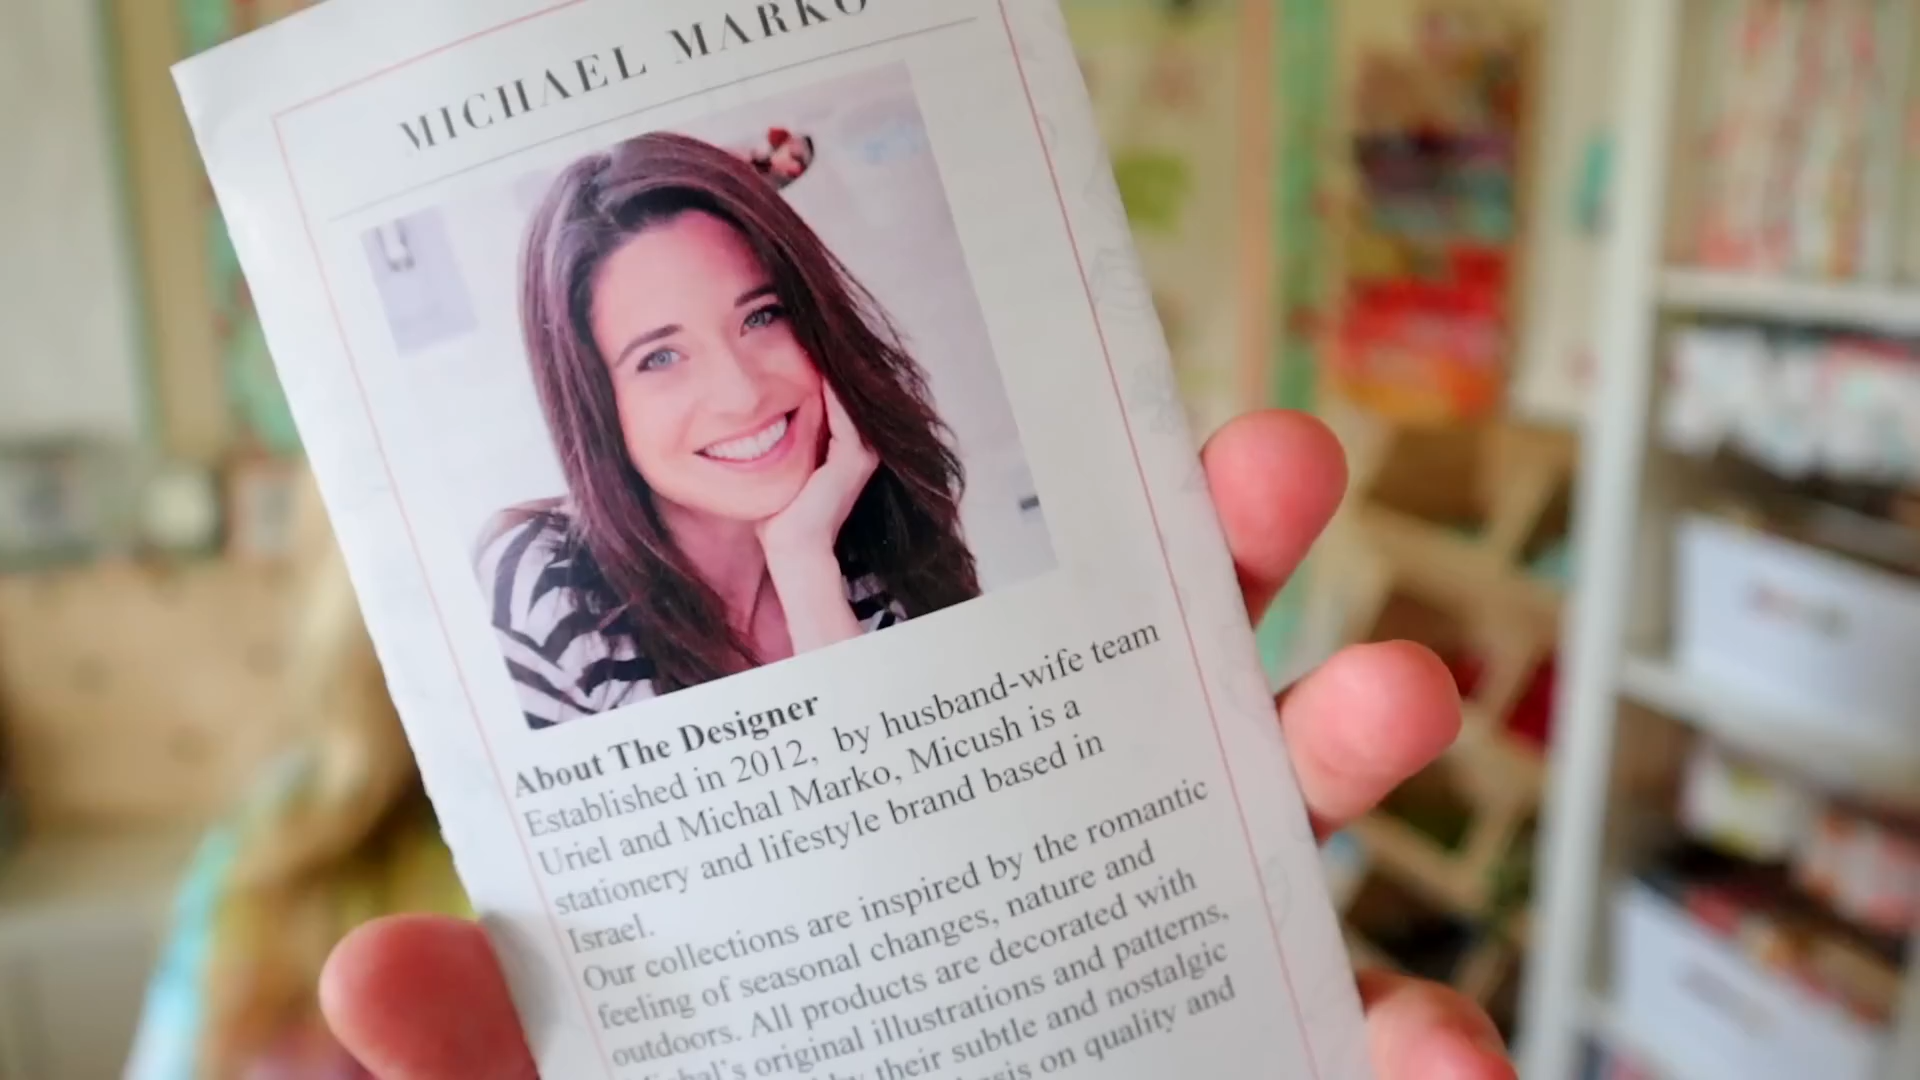 MICHAEL MARKO
About The Designer
Established in 2012, by husband-wife team
Uriel and Michal Marko, Micush is a
stationery and lifestyle brand based in
Israel.
Our collections are inspired by the romantic
feeling of seasonal changes, nature and
outdoors. All products are decorated with
original illustrations and patterns,
their subtle and nostalgic
on quality and